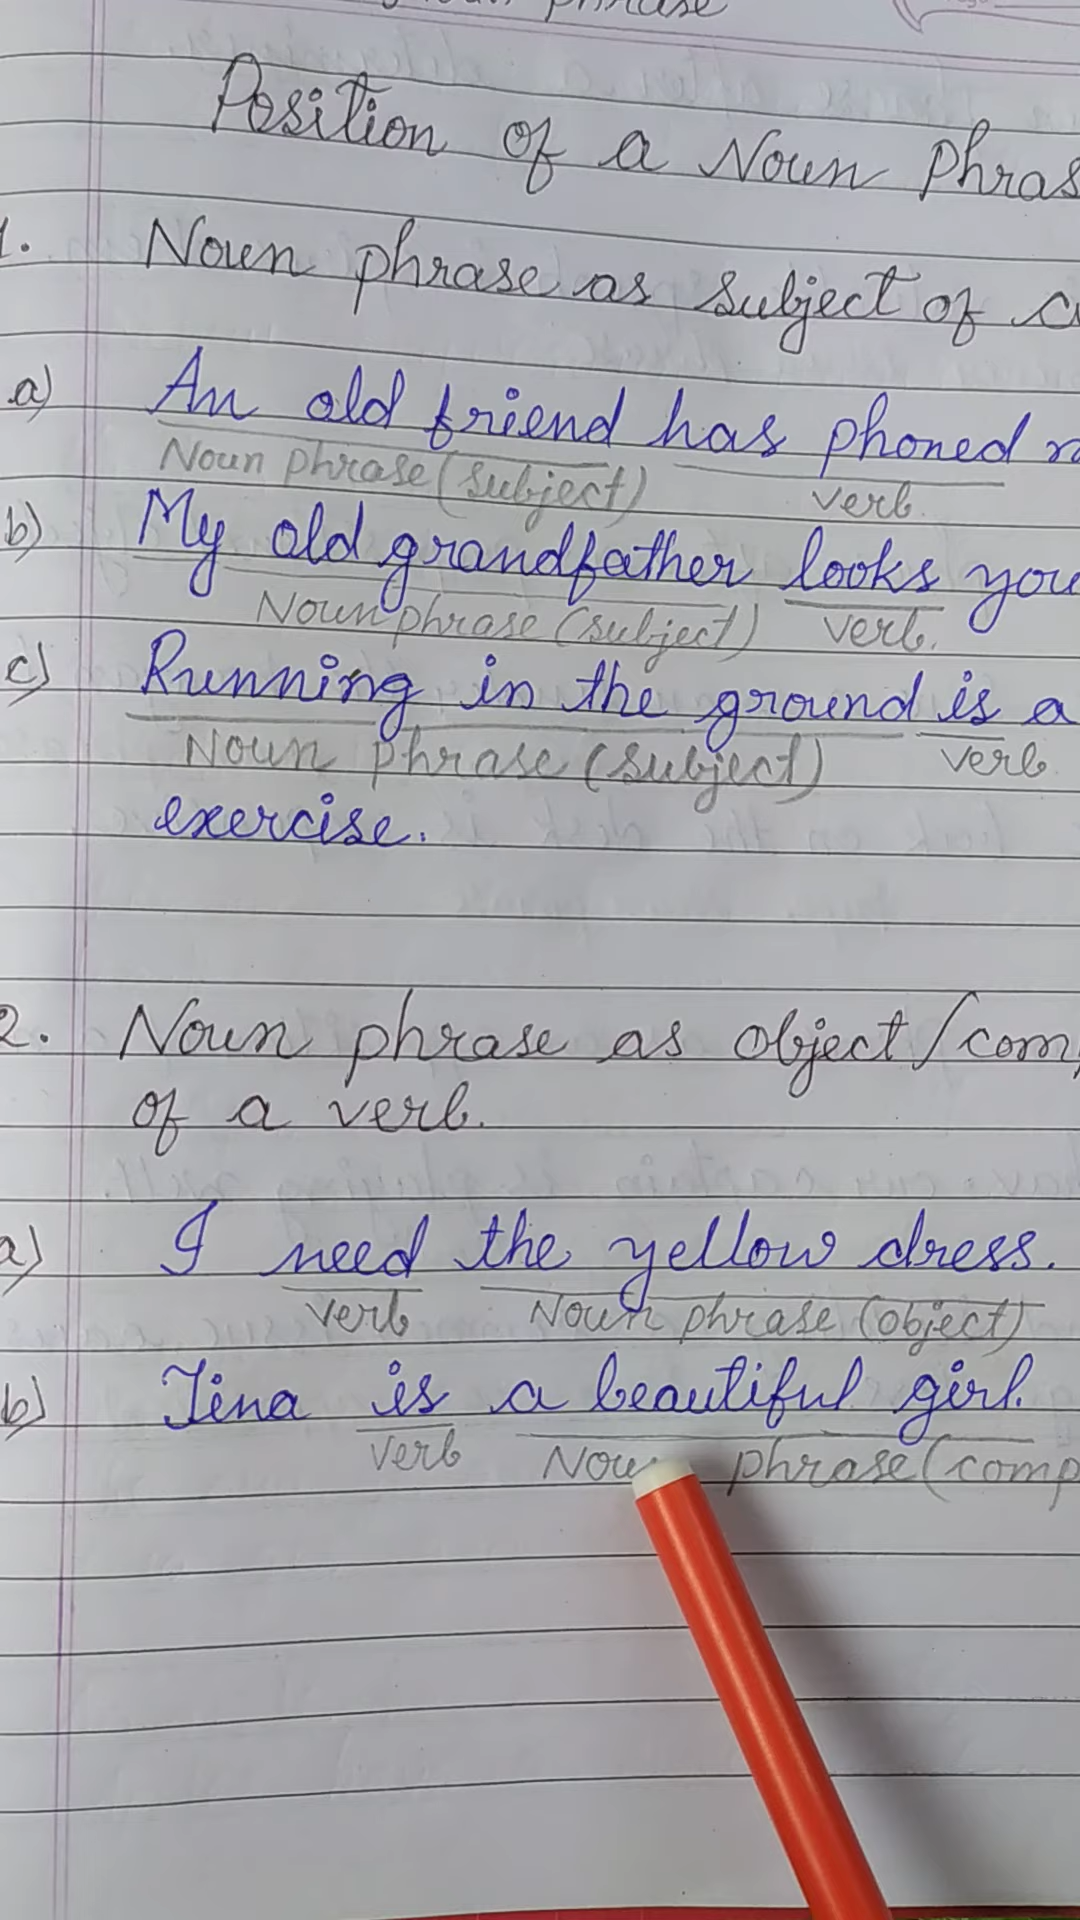 phrase
Position of a Noun Phras
1. Noun phrase as subject of
a) An old friend has phoned
Noun phrase (subject) verb.
b) My old grandfather looks you
Noun phrase (subject) verb.
c) Running in the ground is a
Noun phrase (subject) verb
exercise.
2. Noun phrase as object/com
of a verb.
a) I need the yellow dress.
verb Noun phrase (object)
b) Tina is a beautiful girl.
verb Noun phrase (comp